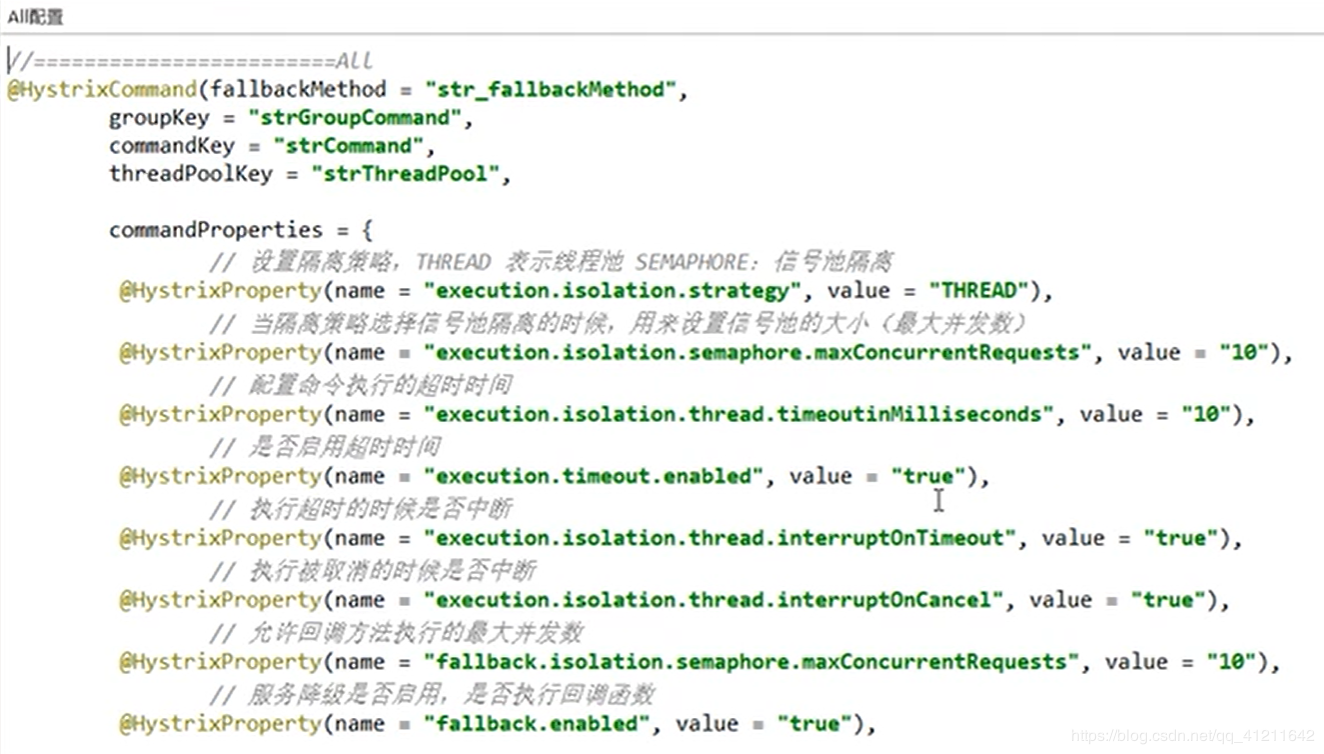 All配置
//========================ALL
@HystrixCommand(fallbackMethod = "str_fallbackMethod",
groupKey = "strGroupCommand",
commandKey = "strCommand",
threadPoolKey = "strThreadPool",
commandProperties = {
// 设置隔离策略，THREAD 表示线程池 SEMAPHORE：信号池隔离
@HystrixProperty(name = "execution.isolation.strategy", value = "THREAD"),
// 当隔离策略选择信号池隔离的时候，用来设置信号池的大小（最大并发数）
@HystrixProperty(name = "execution.isolation.semaphore.maxConcurrentRequests", value = "10"),
// 配置命令执行的超时时间
@HystrixProperty(name = "execution.isolation.thread.timeoutinMilliseconds", value = "10"),
// 是否启用超时时间
@HystrixProperty(name = "execution.timeout.enabled", value = "true"),
// 执行超时的时候是否中断
@HystrixProperty(name = "execution.isolation.thread.interruptOnTimeout", value = "true"),
// 执行被取消的时候是否中断
@HystrixProperty(name = "execution.isolation.thread.interruptOnCancel", value = "true"),
// 允许回调方法执行的最大并发数
@HystrixProperty(name = "fallback.isolation.semaphore.maxConcurrentRequests", value = "10"),
// 服务降级是否启用，是否执行回调函数
@HystrixProperty(name = "fallback.enabled", value = "true"),
https://blog.csdn.net/qq_41211642